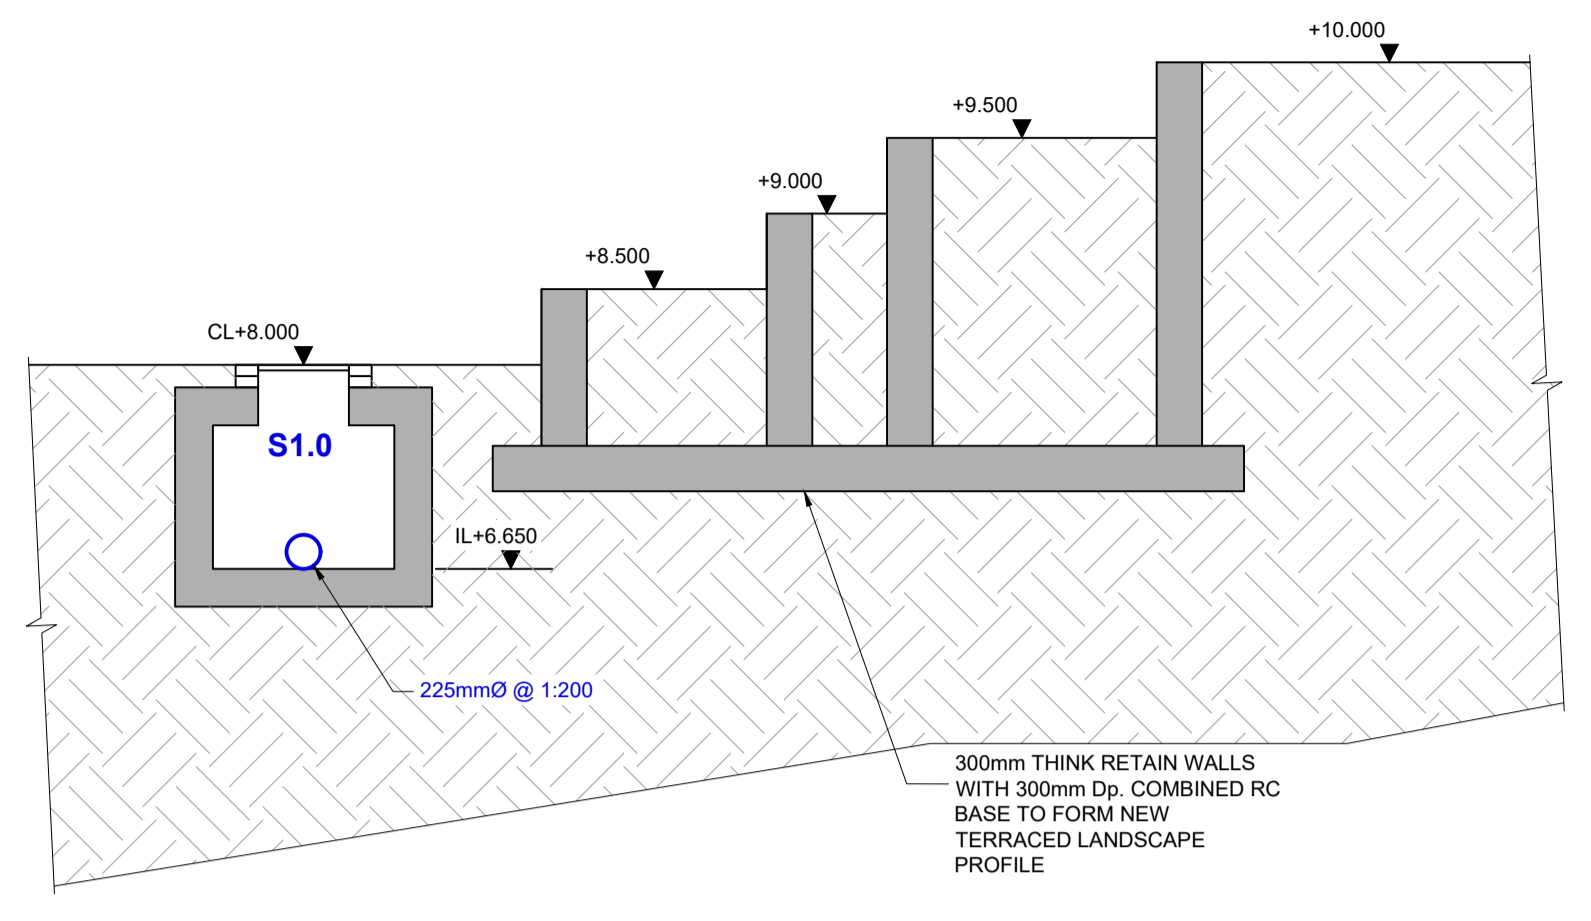 +10.000
+9.500
+9.000
+8.500
CL+8.000
S1.0
IL+6.650
225mmØ @ 1:200
300mm THINK RETAIN WALLS
WITH 300mm Dp. COMBINED RC
BASE TO FORM NEW
TERRACED LANDSCAPE
PROFILE